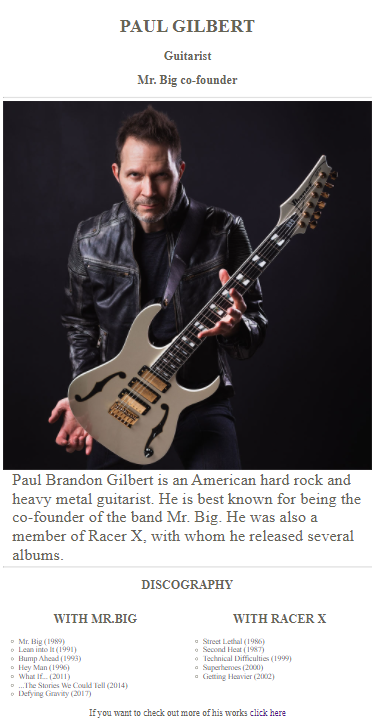 PAUL GILBERT
Guitarist
Mr. Big co-founder
Paul Brandon Gilbert is an American hard rock and
heavy metal guitarist. He is best known for being the
co-founder of the band Mr. Big. He was also a
member of Racer X, with whom he released several
albums.
DISCOGRAPHY
WITH MR.BIG
Mr. Big (1989)
Lean into It (1991)
Bump Ahead (1993)
Hey Man (1996)
What If... (2011)
...The Stories We Could Tell (2014)
Defying Gravity (2017)
WITH RACER X
Street Lethal (1986)
Second Heat (1987)
Technical Difficulties (1999)
Superheroes (2000)
Getting Heavier (2002)
If you want to check out more of his works click here